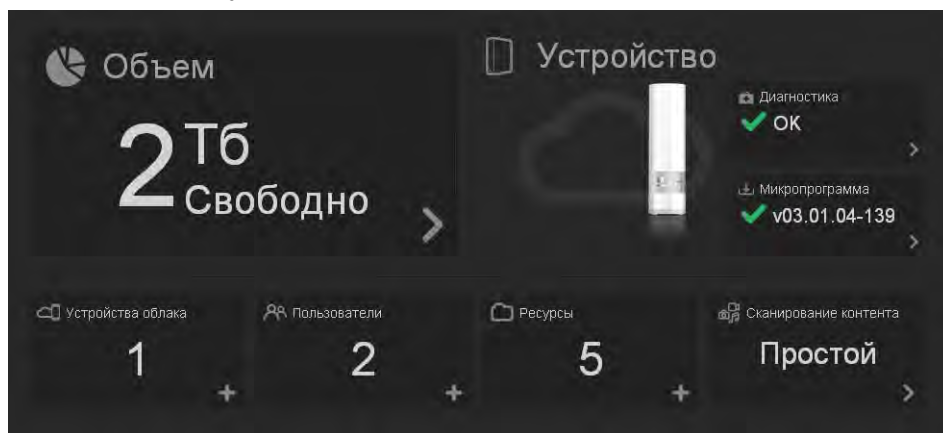 Объем
2 Тб
Свободно
Устройство
Диагностика
OK
Микропрограмма
v03.01.04-139
Устройства облака
1
Пользователи
2
Ресурсы
5
Сканирование контента
Простой